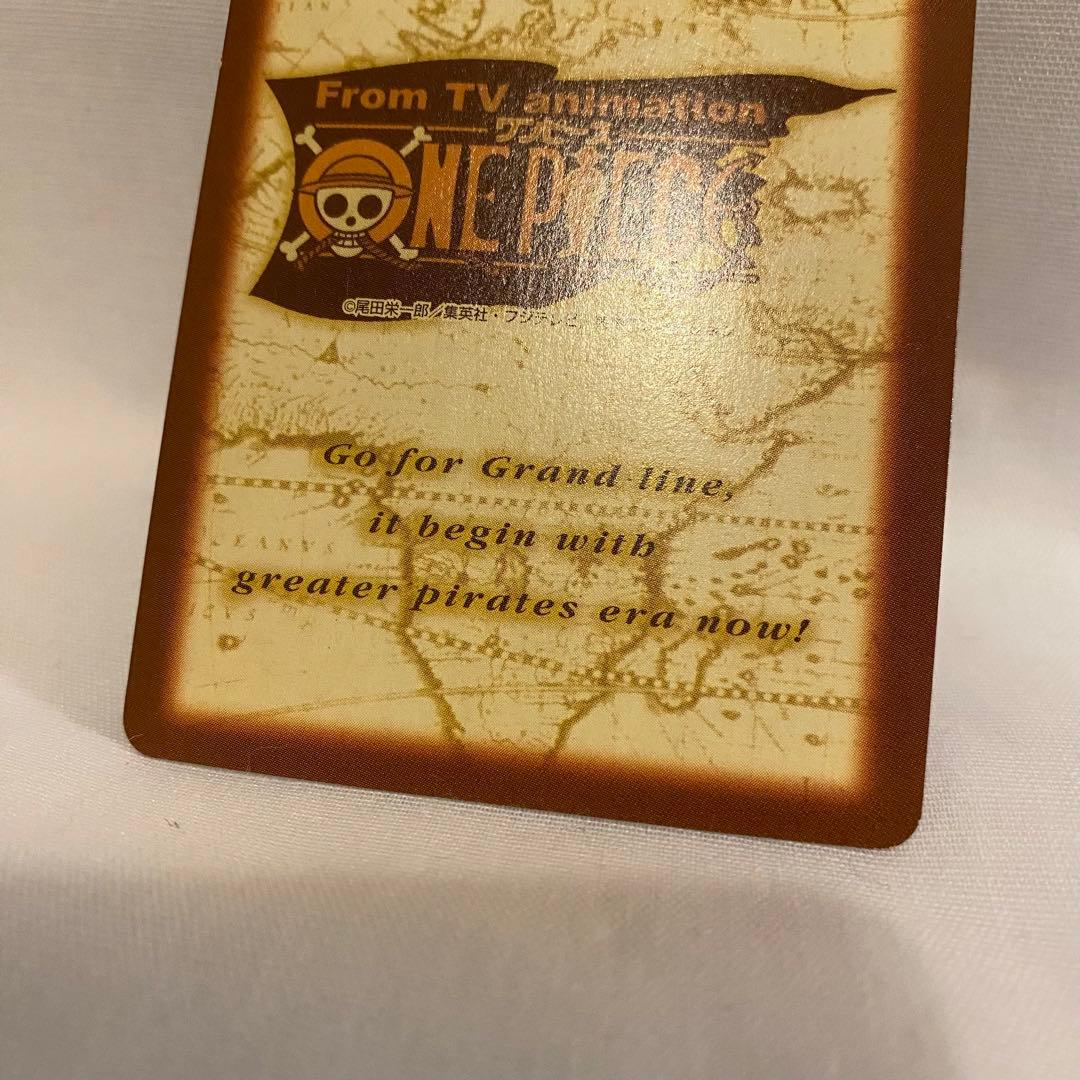 From TV animation
ワンピース
ONE PIECE
©尾田栄一郎／集英社・フジテレビ
Go for Grand line,
it begin with
OCEANVS
greater pirates era now!